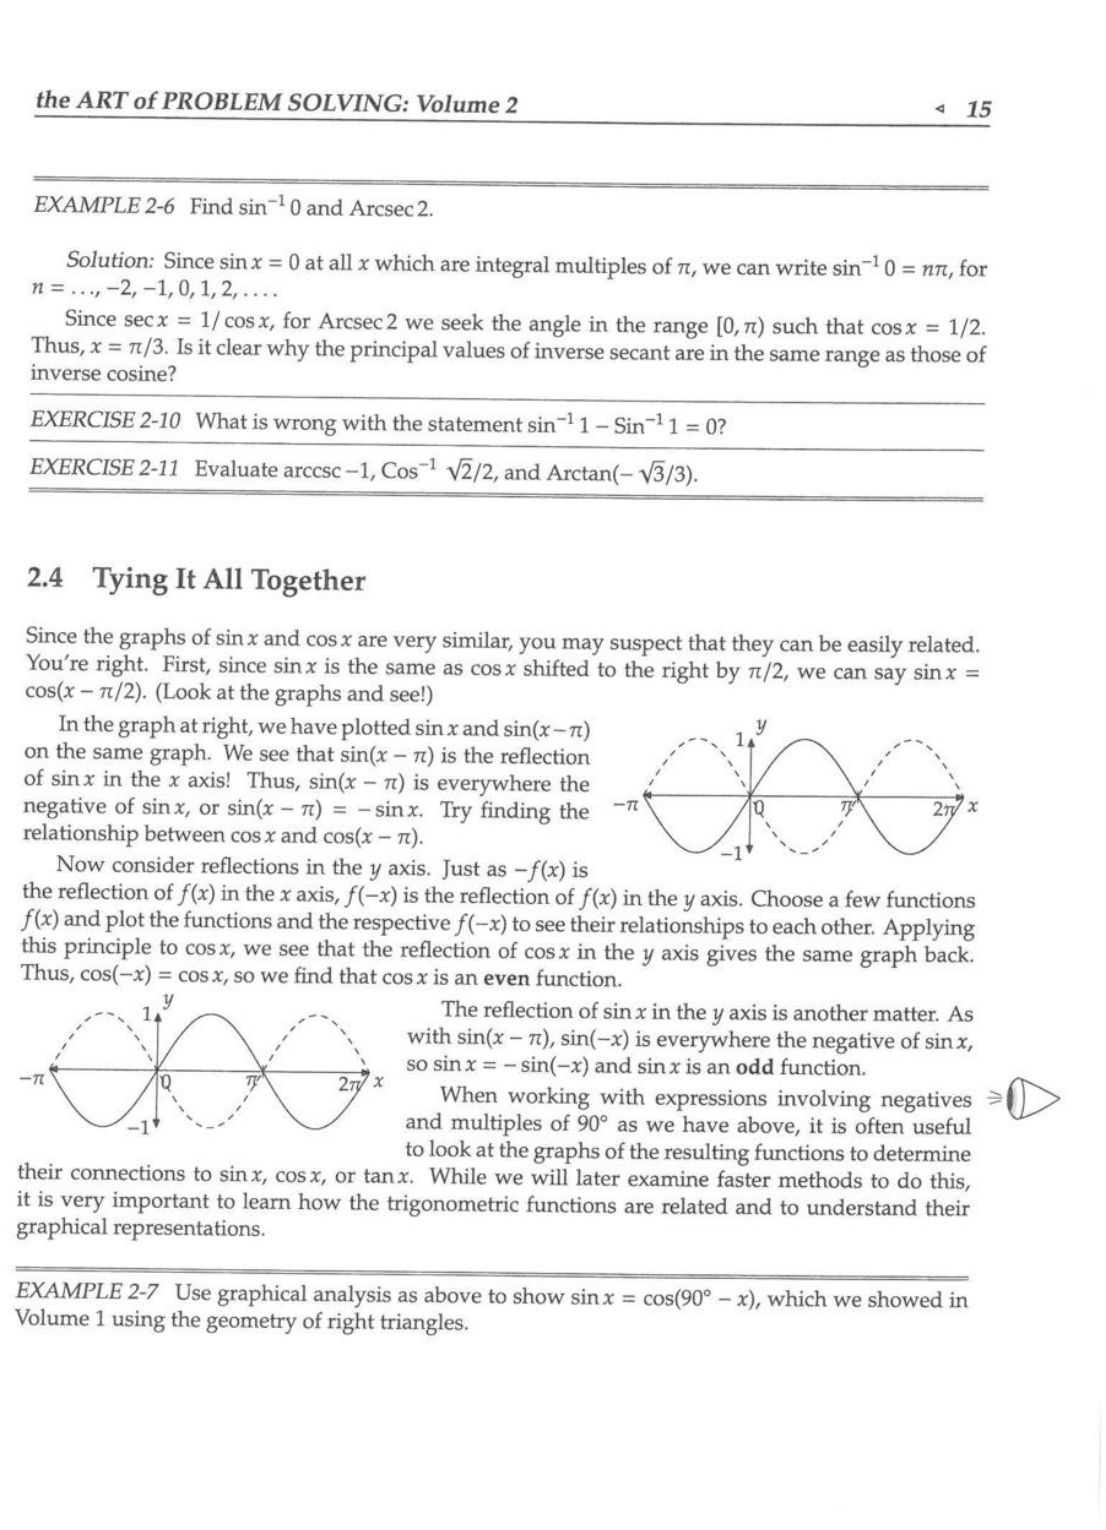 the ART of PROBLEM SOLVING: Volume 2 ◃ 15
EXAMPLE 2-6 Find sin⁻¹ 0 and Arcsec 2.
Solution: Since sin x = 0 at all x which are integral multiples of π, we can write sin⁻¹ 0 = nπ, for
n = ..., −2, −1, 0, 1, 2, ....
Since sec x = 1/ cos x, for Arcsec 2 we seek the angle in the range [0, π) such that cos x = 1/2.
Thus, x = π/3. Is it clear why the principal values of inverse secant are in the same range as those of
inverse cosine?
EXERCISE 2-10 What is wrong with the statement sin⁻¹ 1 − Sin⁻¹ 1 = 0?
EXERCISE 2-11 Evaluate arccsc −1, Cos⁻¹ √2/2, and Arctan(− √3/3).
2.4 Tying It All Together
Since the graphs of sin x and cos x are very similar, you may suspect that they can be easily related.
You're right. First, since sin x is the same as cos x shifted to the right by π/2, we can say sin x =
cos(x − π/2). (Look at the graphs and see!)
In the graph at right, we have plotted sin x and sin(x − π)
on the same graph. We see that sin(x − π) is the reflection
of sin x in the x axis! Thus, sin(x − π) is everywhere the
negative of sin x, or sin(x − π) = − sin x. Try finding the
relationship between cos x and cos(x − π).
y
1
−π 0 π 2π x
−1
Now consider reflections in the y axis. Just as −f(x) is
the reflection of f(x) in the x axis, f(−x) is the reflection of f(x) in the y axis. Choose a few functions
f(x) and plot the functions and the respective f(−x) to see their relationships to each other. Applying
this principle to cos x, we see that the reflection of cos x in the y axis gives the same graph back.
Thus, cos(−x) = cos x, so we find that cos x is an even function.
y
1
−π 0 π 2π x
−1
The reflection of sin x in the y axis is another matter. As
with sin(x − π), sin(−x) is everywhere the negative of sin x,
so sin x = − sin(−x) and sin x is an odd function.
When working with expressions involving negatives
and multiples of 90° as we have above, it is often useful
to look at the graphs of the resulting functions to determine
their connections to sin x, cos x, or tan x. While we will later examine faster methods to do this,
it is very important to learn how the trigonometric functions are related and to understand their
graphical representations.
EXAMPLE 2-7 Use graphical analysis as above to show sin x = cos(90° − x), which we showed in
Volume 1 using the geometry of right triangles.